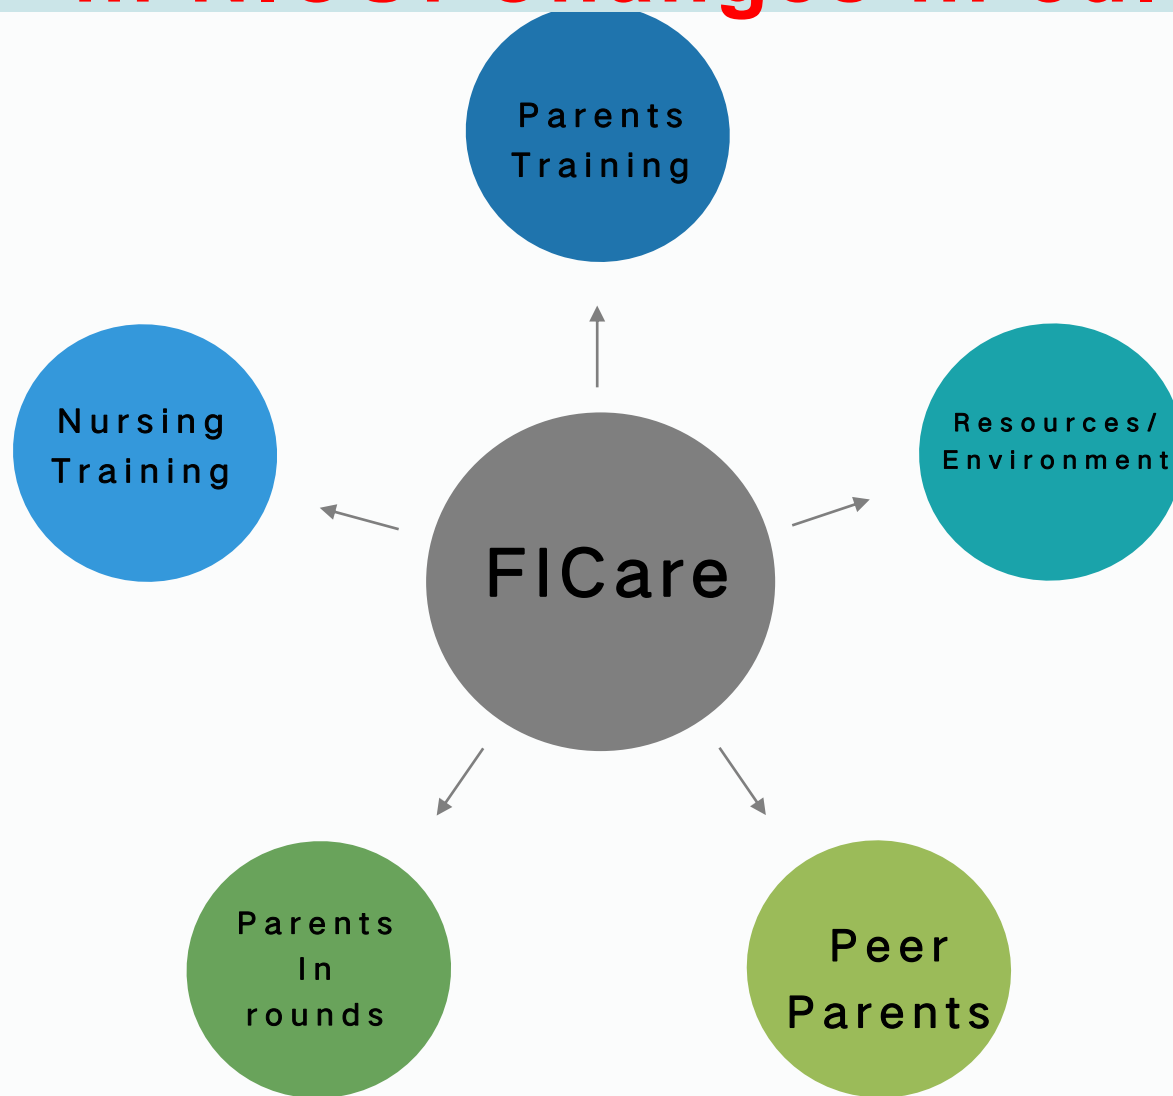 Parents
Training
Nursing
Training
Resources/
Environment
FICare
Parents
In
rounds
Peer
Parents